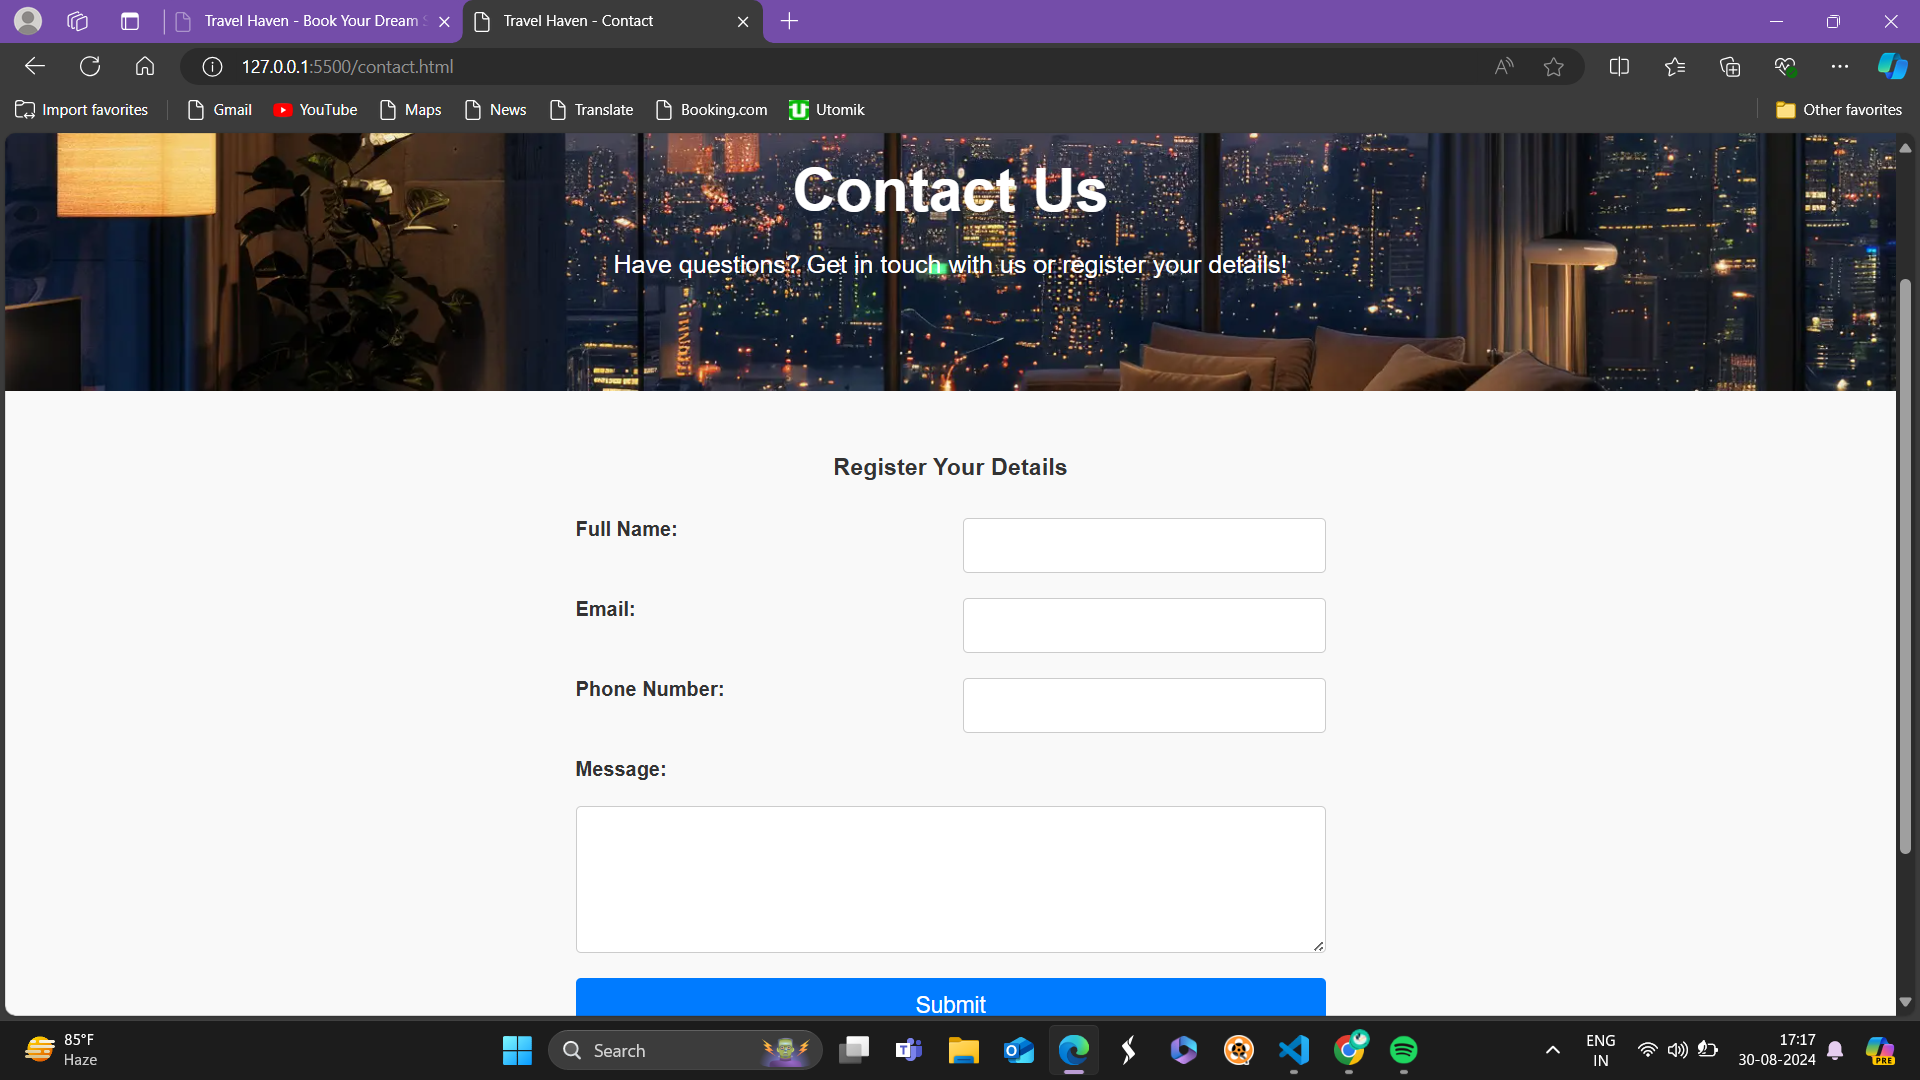 Travel Haven - Book Your Dream S
Travel Haven - Contact
127.0.0.1:5500/contact.html
Import favorites
Gmail
YouTube
Maps
News
Translate
Booking.com
Utomik
Other favorites
Contact Us
Have questions? Get in touch with us or register your details!
Register Your Details
Full Name:
Email:
Phone Number:
Message:
Submit
85°F
Haze
Search
ENG
IN
17:17
30-08-2024
PRE